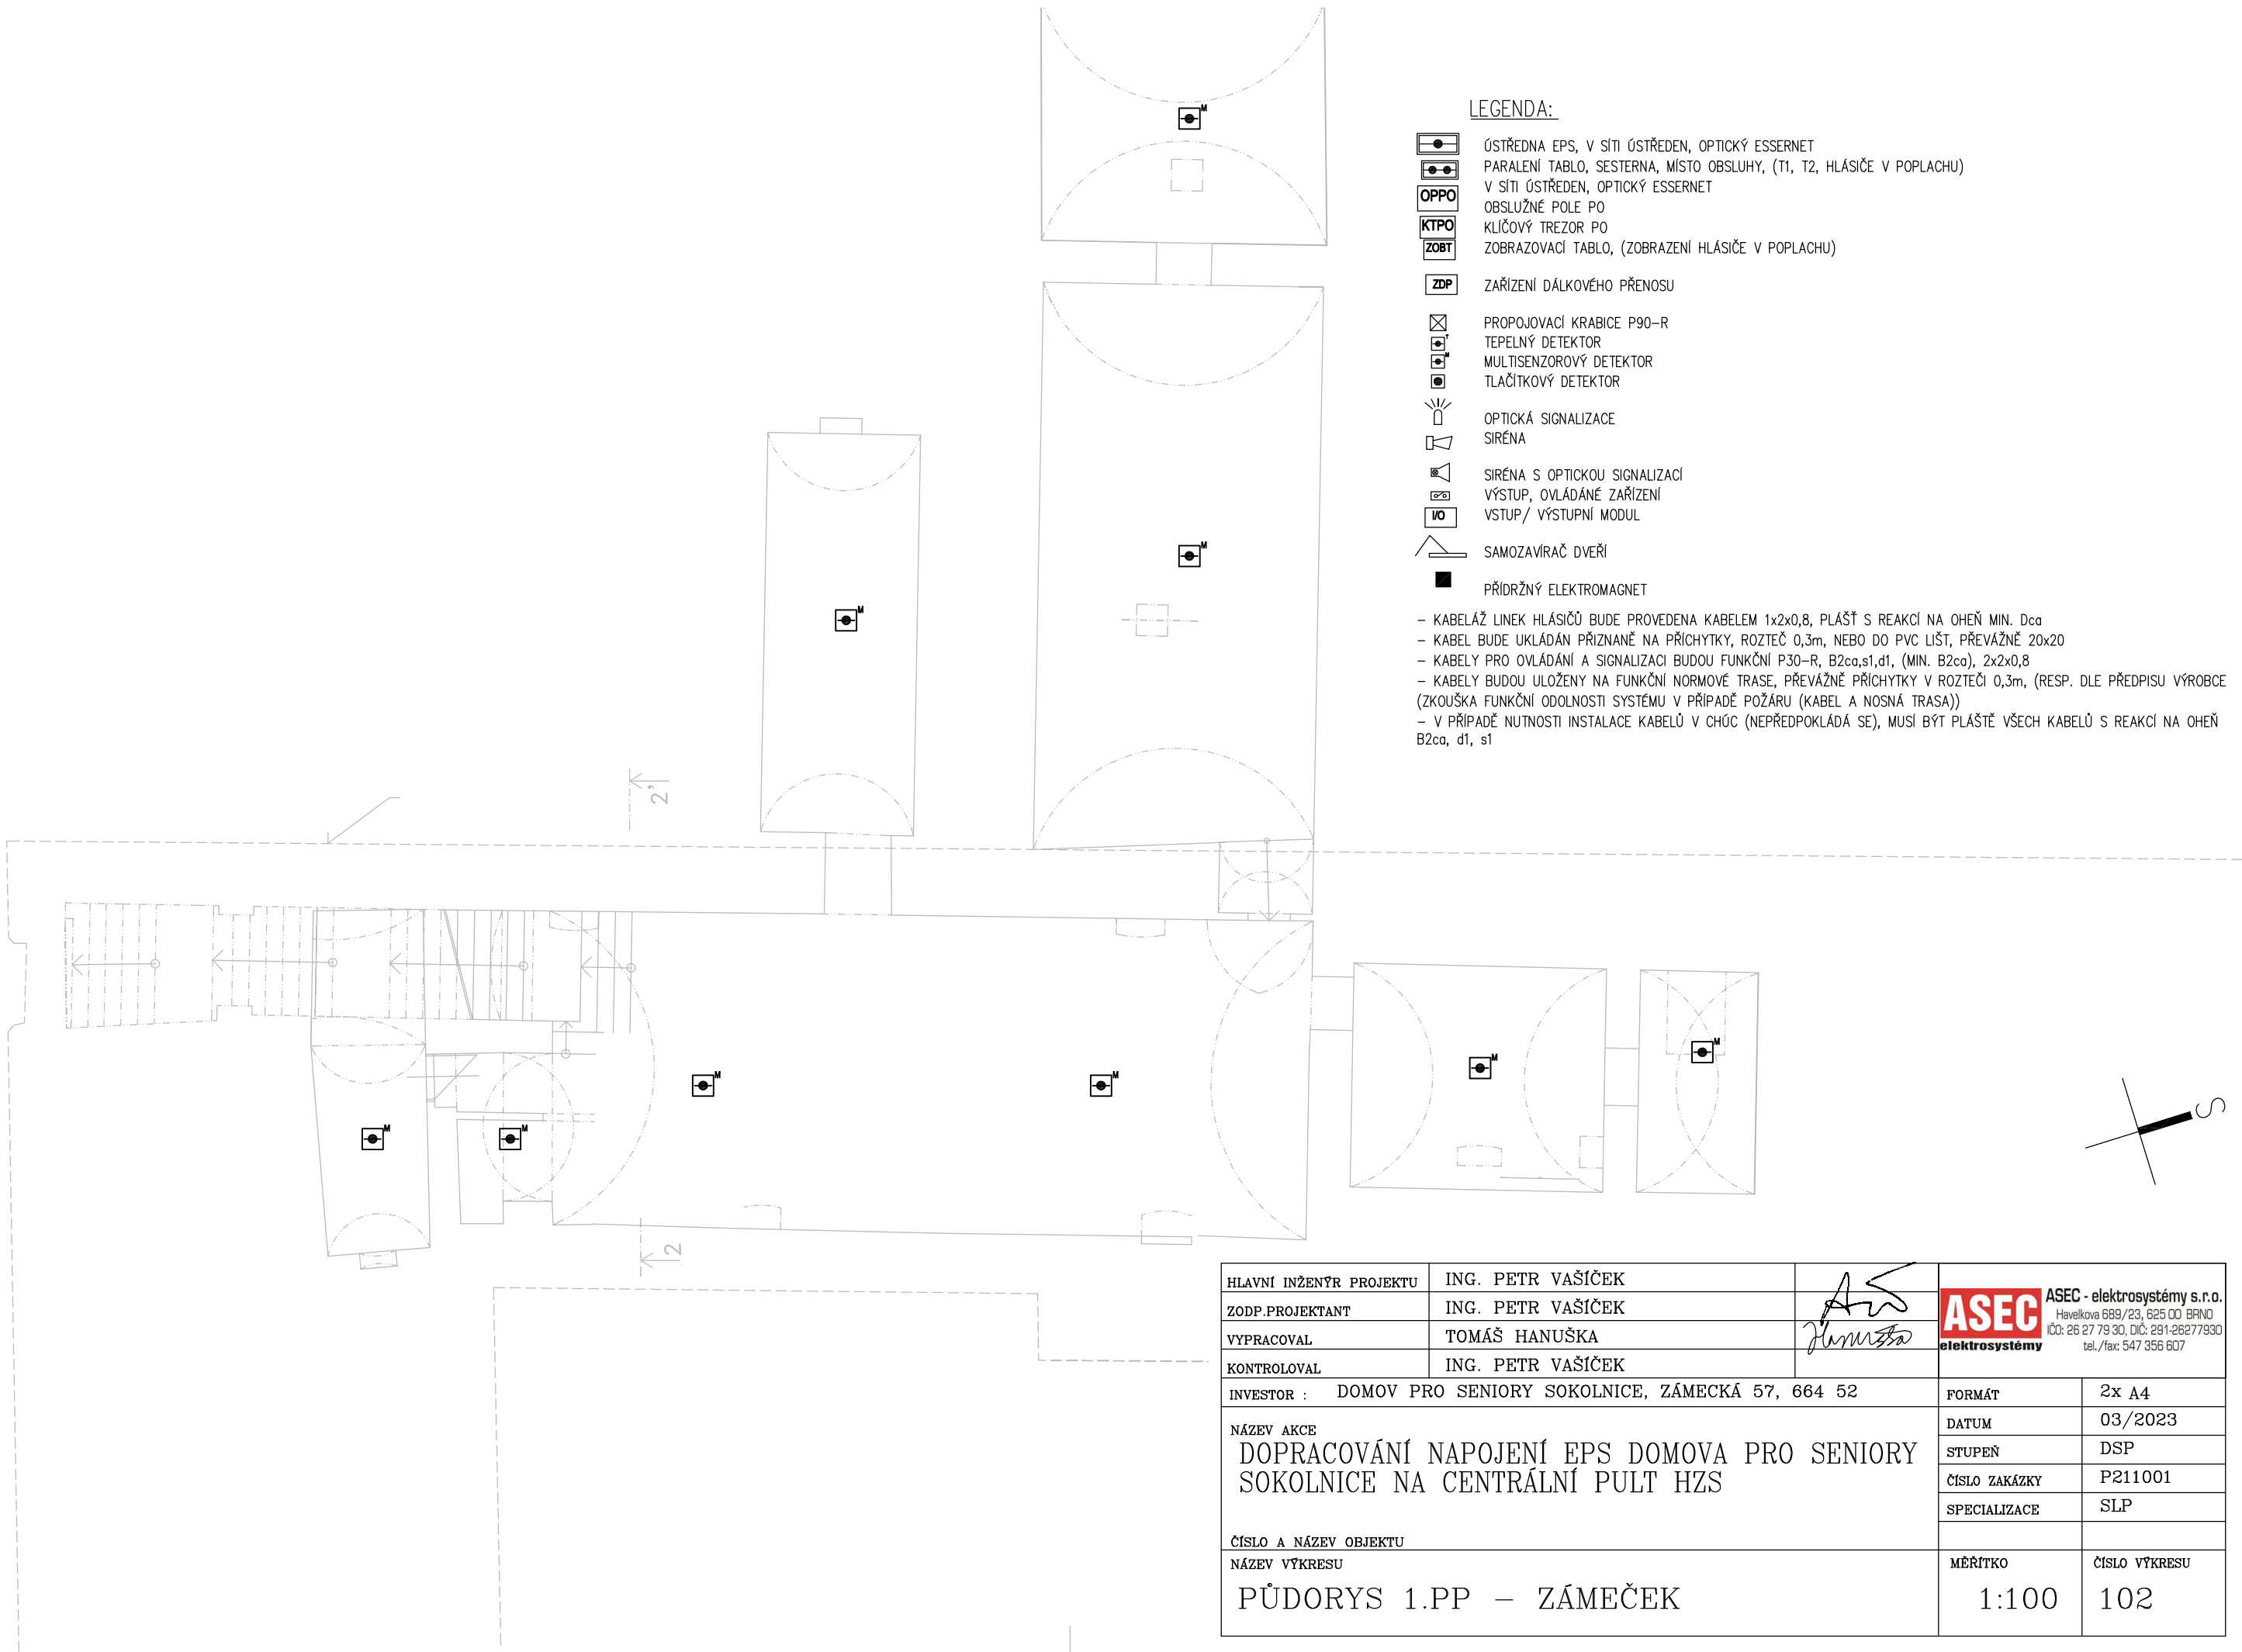 LEGENDA:
ÚSTŘEDNA EPS, V SÍTI ÚSTŘEDEN, OPTICKÝ ESSERNET
PARALENÍ TABLO, SESTERNA, MÍSTO OBSLUHY, (T1, T2, HLÁSIČE V POPLACHU)
V SÍTI ÚSTŘEDEN, OPTICKÝ ESSERNET
OPPO
OBSLUŽNÉ POLE PO
KTPO KLÍČOVÝ TREZOR PO
ZOBT ZOBRAZOVACÍ TABLO, (ZOBRAZENÍ HLÁSIČE V POPLACHU)
ZDP ZAŘÍZENÍ DÁLKOVÉHO PŘENOSU
PROPOJOVACÍ KRABICE P90-R
T TEPELNÝ DETEKTOR
M MULTISENZOROVÝ DETEKTOR
TLAČÍTKOVÝ DETEKTOR
OPTICKÁ SIGNALIZACE
SIRÉNA
SIRÉNA S OPTICKOU SIGNALIZACÍ
VÝSTUP, OVLÁDÁNÉ ZAŘÍZENÍ
I/O VSTUP/ VÝSTUPNÍ MODUL
SAMOZAVÍRAČ DVEŘÍ
PŘÍDRŽNÝ ELEKTROMAGNET
- KABELÁŽ LINEK HLÁSIČŮ BUDE PROVEDENA KABELEM 1x2x0,8, PLÁŠŤ S REAKCÍ NA OHEŇ MIN. Dca
- KABEL BUDE UKLÁDÁN PŘIZNANĚ NA PŘÍCHYTKY, ROZTEČ 0,3m, NEBO DO PVC LIŠT, PŘEVÁŽNĚ 20x20
- KABELY PRO OVLÁDÁNÍ A SIGNALIZACI BUDOU FUNKČNÍ P30-R, B2ca,s1,d1, (MIN. B2ca), 2x2x0,8
- KABELY BUDOU ULOŽENY NA FUNKČNÍ NORMOVÉ TRASE, PŘEVÁŽNĚ PŘÍCHYTKY V ROZTEČI 0,3m, (RESP. DLE PŘEDPISU VÝROBCE
(ZKOUŠKA FUNKČNÍ ODOLNOSTI SYSTÉMU V PŘÍPADĚ POŽÁRU (KABEL A NOSNÁ TRASA))
- V PŘÍPADĚ NUTNOSTI INSTALACE KABELŮ V CHÚC (NEPŘEDPOKLÁDÁ SE), MUSÍ BÝT PLÁŠTĚ VŠECH KABELŮ S REAKCÍ NA OHEŇ
B2ca, d1, s1
M
M
M
2'
M
M
M
M
M
M
2
S
HLAVNÍ INŽENÝR PROJEKTU ING. PETR VAŠÍČEK
ZODP.PROJEKTANT ING. PETR VAŠÍČEK
VYPRACOVAL TOMÁŠ HANUŠKA Hanuška
KONTROLOVAL ING. PETR VAŠÍČEK
ASEC
elektrosystémy
ASEC - elektrosystémy s.r.o.
Havelkova 689/23, 625 00 BRNO
IČO: 26 27 79 30, DIČ: 291-26277930
tel./fax: 547 356 607
INVESTOR : DOMOV PRO SENIORY SOKOLNICE, ZÁMECKÁ 57, 664 52
FORMÁT 2x A4
DATUM 03/2023
STUPEŇ DSP
ČÍSLO ZAKÁZKY P211001
SPECIALIZACE SLP
NÁZEV AKCE
DOPRACOVÁNÍ NAPOJENÍ EPS DOMOVA PRO SENIORY
SOKOLNICE NA CENTRÁLNÍ PULT HZS
ČÍSLO A NÁZEV OBJEKTU
NÁZEV VÝKRESU
PŮDORYS 1.PP - ZÁMEČEK
MĚŘÍTKO
1:100
ČÍSLO VÝKRESU
102